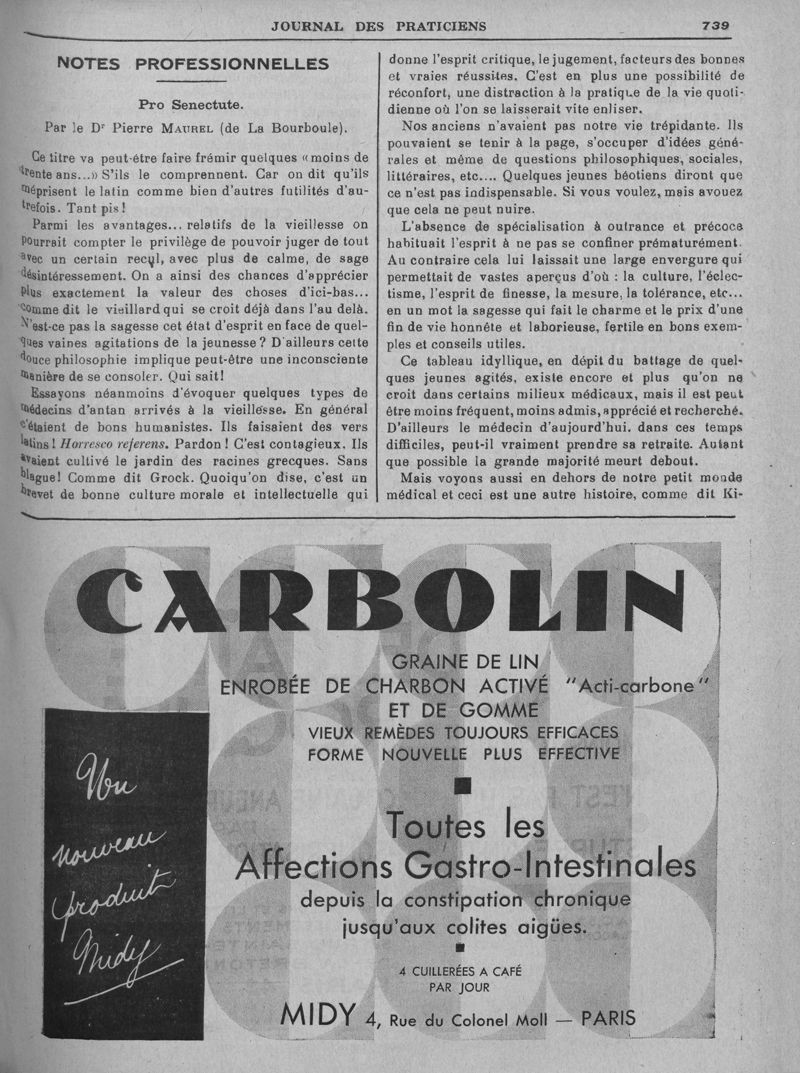 JOURNAL DES PRATICIENS 739
NOTES PROFESSIONNELLES
Pro Senectute.
Par le Dr Pierre MAUREL (de La Bourboule).
Ce titre va peut-être faire frémir quelques « moins de
trente ans... » S'ils le comprennent. Car on dit qu'ils
méprisent le latin comme bien d'autres futilités d'au-
trefois. Tant pis !
Parmi les avantages... relatifs de la vieillesse on
pourrait compter le privilège de pouvoir juger de tout
avec un certain recul, avec plus de calme, de sage
désintéressement. On a ainsi des chances d'apprécier
plus exactement la valeur des choses d'ici-bas...
comme dit le vieillard qui se croit déjà dans l'au delà.
N'est-ce pas la sagesse cet état d'esprit en face de quel-
ques vaines agitations de la jeunesse ? D'ailleurs cette
douce philosophie implique peut-être une inconsciente
manière de se consoler. Qui sait!
Essayons néanmoins d'évoquer quelques types de
médecins d'antan arrivés à la vieillesse. En général
c'étaient de bons humanistes. Ils faisaient des vers
latins ! Horresco referens. Pardon ! C'est contagieux. Ils
avaient cultivé le jardin des racines grecques. Sans
blague! Comme dit Grock. Quoiqu'on dise, c'est un
brevet de bonne culture morale et intellectuelle qui
donne l'esprit critique, le jugement, facteurs des bonnes
et vraies réussites. C'est en plus une possibilité de
réconfort, une distraction à la pratique de la vie quoti-
dienne où l'on se laisserait vite enliser.
Nos anciens n'avaient pas notre vie trépidante. Ils
pouvaient se tenir à la page, s'occuper d'idées géné-
rales et même de questions philosophiques, sociales,
littéraires, etc.... Quelques jeunes béotiens diront que
ce n'est pas indispensable. Si vous voulez, mais avouez
que cela ne peut nuire.
L'absence de spécialisation à outrance et précoce
habituait l'esprit à ne pas se confiner prématurément.
Au contraire cela lui laissait une large envergure qui
permettait de vastes aperçus d'où : la culture, l'éclec-
tisme, l'esprit de finesse, la mesure, la tolérance, etc...
en un mot la sagesse qui fait le charme et le prix d'une
fin de vie honnête et laborieuse, fertile en bons exem-
ples et conseils utiles.
Ce tableau idyllique, en dépit du battage de quel-
ques jeunes agités, existe encore et plus qu'on ne
croit dans certains milieux médicaux, mais il est peut
être moins fréquent, moins admis, apprécié et recherché.
D'ailleurs le médecin d'aujourd'hui. dans ces temps
difficiles, peut-il vraiment prendre sa retraite. Autant
que possible la grande majorité meurt debout.
Mais voyons aussi en dehors de notre petit monde
médical et ceci est une autre histoire, comme dit Ki-
CARBOLIN
GRAINE DE LIN
ENROBÉE DE CHARBON ACTIVÉ "Acti-carbone"
ET DE GOMME
VIEUX REMÈDES TOUJOURS EFFICACES
FORME NOUVELLE PLUS EFFECTIVE
Un
nouveau
produit
Midy
Toutes les
Affections Gastro-Intestinales
depuis la constipation chronique
jusqu'aux colites aigües.
4 CUILLERÉES A CAFÉ
PAR JOUR
MIDY 4, Rue du Colonel Moll — PARIS